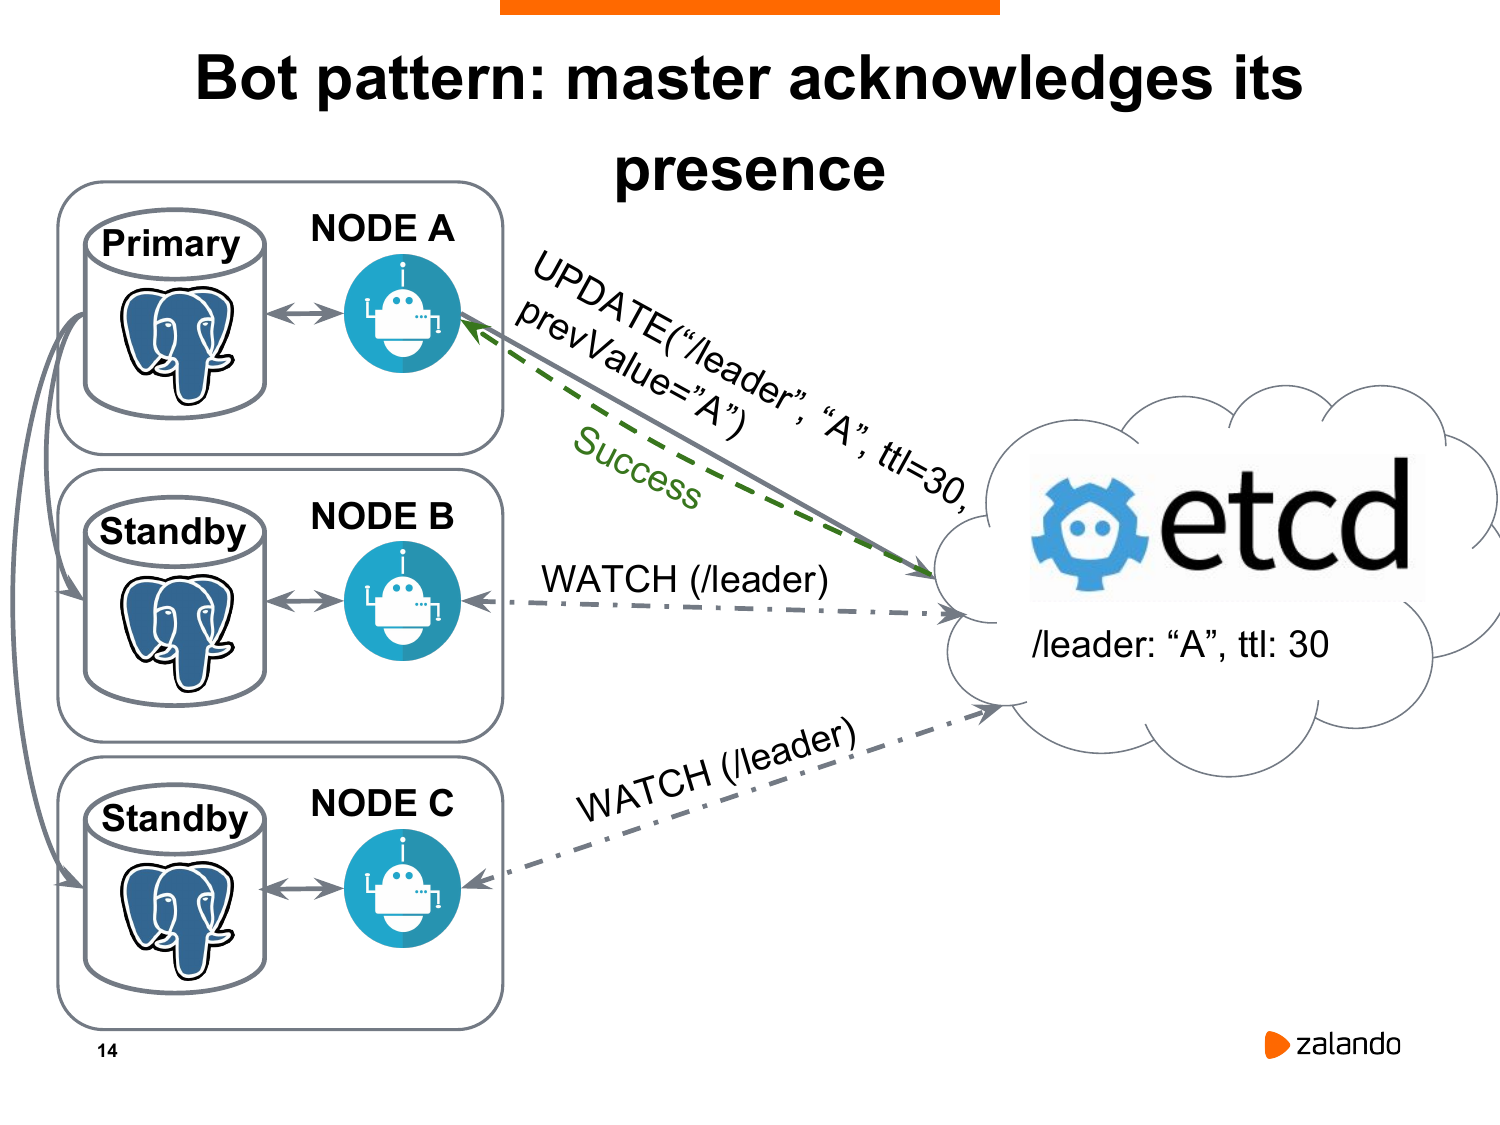 Bot pattern: master acknowledges its
presence
Primary
NODE A
UPDATE(“/leader”, “A”, ttl=30,
prevValue=”A”)
Success
Standby
NODE B
WATCH (/leader)
etcd
/leader: “A”, ttl: 30
Standby
NODE C
WATCH (/leader)
14
zalando